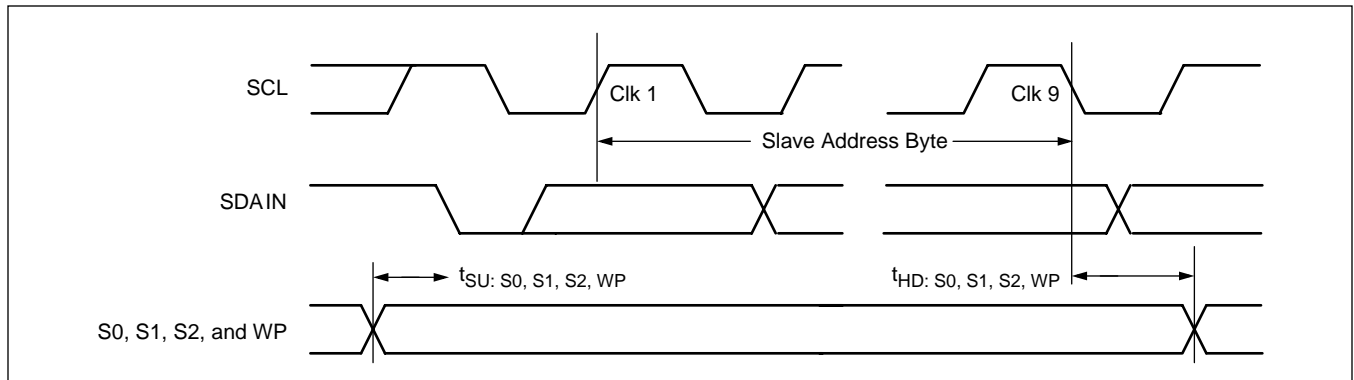 SCL
Clk 1
Clk 9
Slave Address Byte
SDAIN
tSU: S0, S1, S2, WP
tHD: S0, S1, S2, WP
S0, S1, S2, and WP